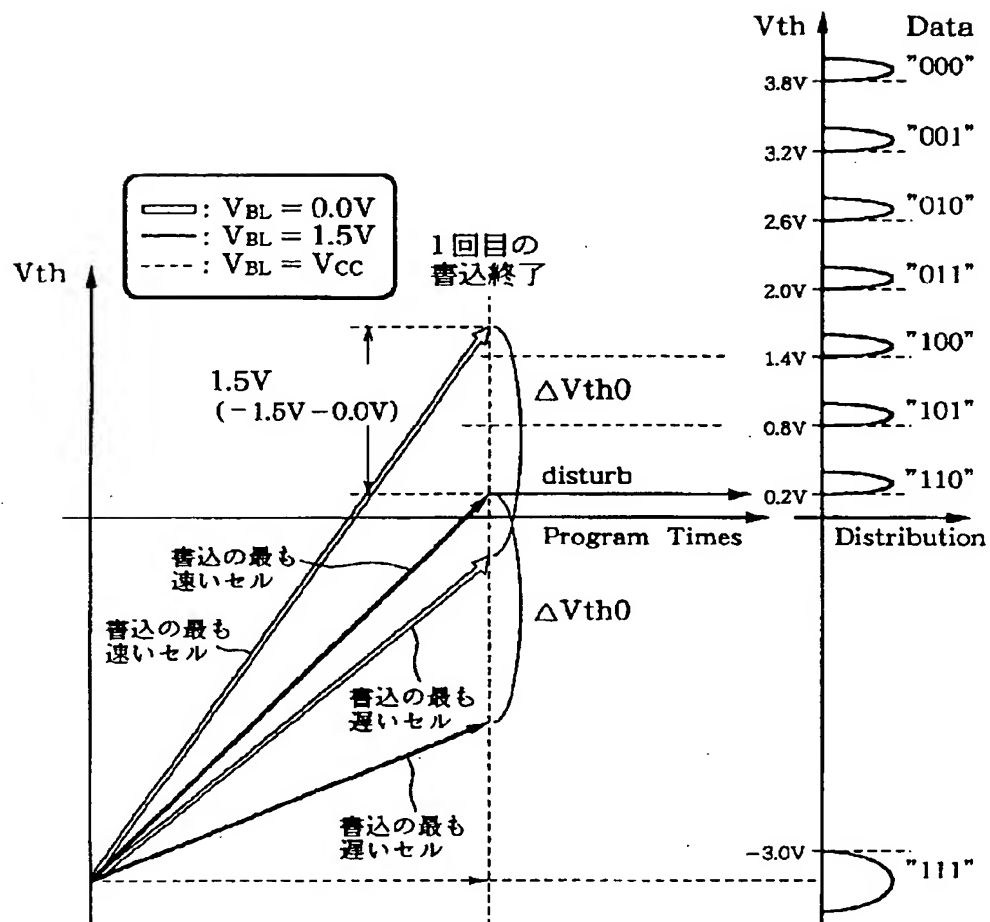 Vth
Data
"000"
3.8V
"001"
3.2V
"010"
2.6V
"011"
2.0V
"100"
1.4V
"101"
0.8V
"110"
0.2V
Distribution
-3.0V
"111"
: VBL = 0.0V
: VBL = 1.5V
: VBL = VCC
Vth
1回目の
書込終了
1.5V
(-1.5V-0.0V)
△Vth0
disturb
Program Times
△Vth0
書込の最も
速いセル
書込の最も
速いセル
書込の最も
遅いセル
書込の最も
遅いセル